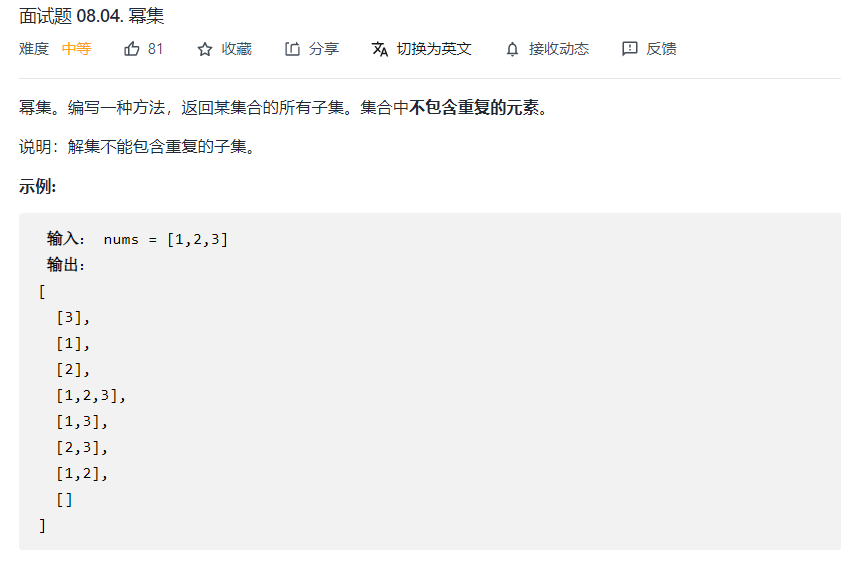 面试题 08.04. 幂集
难度 中等 81 收藏 分享 切换为英文 接收动态 反馈
幂集。编写一种方法，返回某集合的所有子集。集合中不包含重复的元素。
说明：解集不能包含重复的子集。
示例:
输入： nums = [1,2,3]
输出：
[
[3],
[1],
[2],
[1,2,3],
[1,3],
[2,3],
[1,2],
[]
]